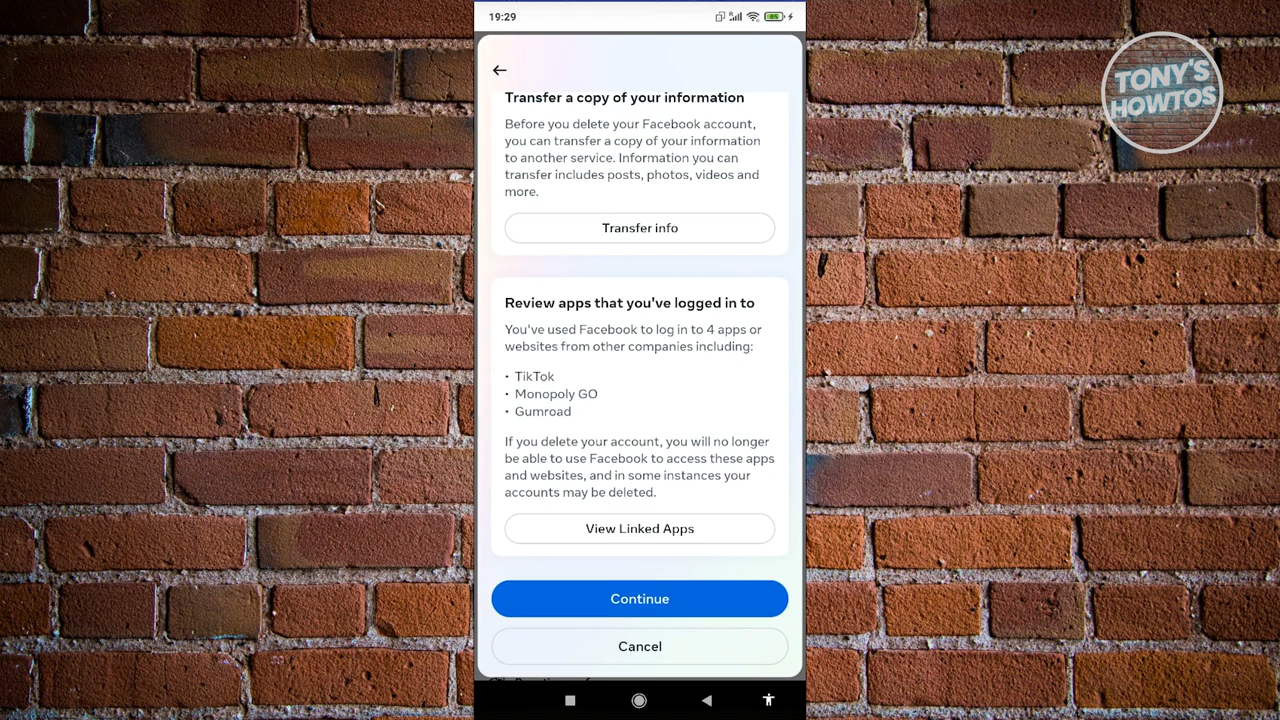 19:29
R
85
TONY'S
HOWTOS
Transfer a copy of your information
Before you delete your Facebook account,
you can transfer a copy of your information
to another service. Information you can
transfer includes posts, photos, videos and
more.
Transfer info
Review apps that you've logged in to
You've used Facebook to log in to 4 apps or
websites from other companies including:
• TikTok
• Monopoly GO
• Gumroad
If you delete your account, you will no longer
be able to use Facebook to access these apps
and websites, and in some instances your
accounts may be deleted.
View Linked Apps
Continue
Cancel